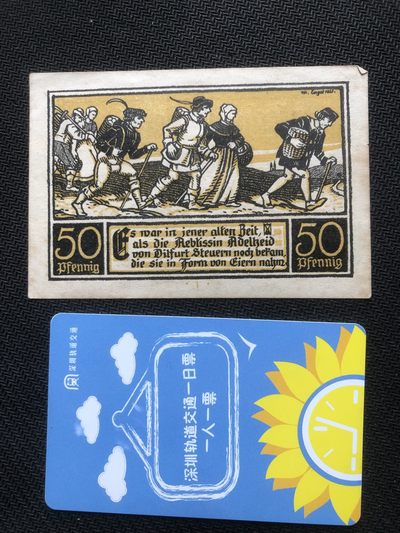 Es war in jener alten Zeit,
als die Aebtissin Adelheid
von Ditfurt Steuern noch bekam,
die sie in Form von Eiern nahm.
50
Pfennig
50
Pfennig
深圳轨道交通
深圳轨道交通一日票
一人一票